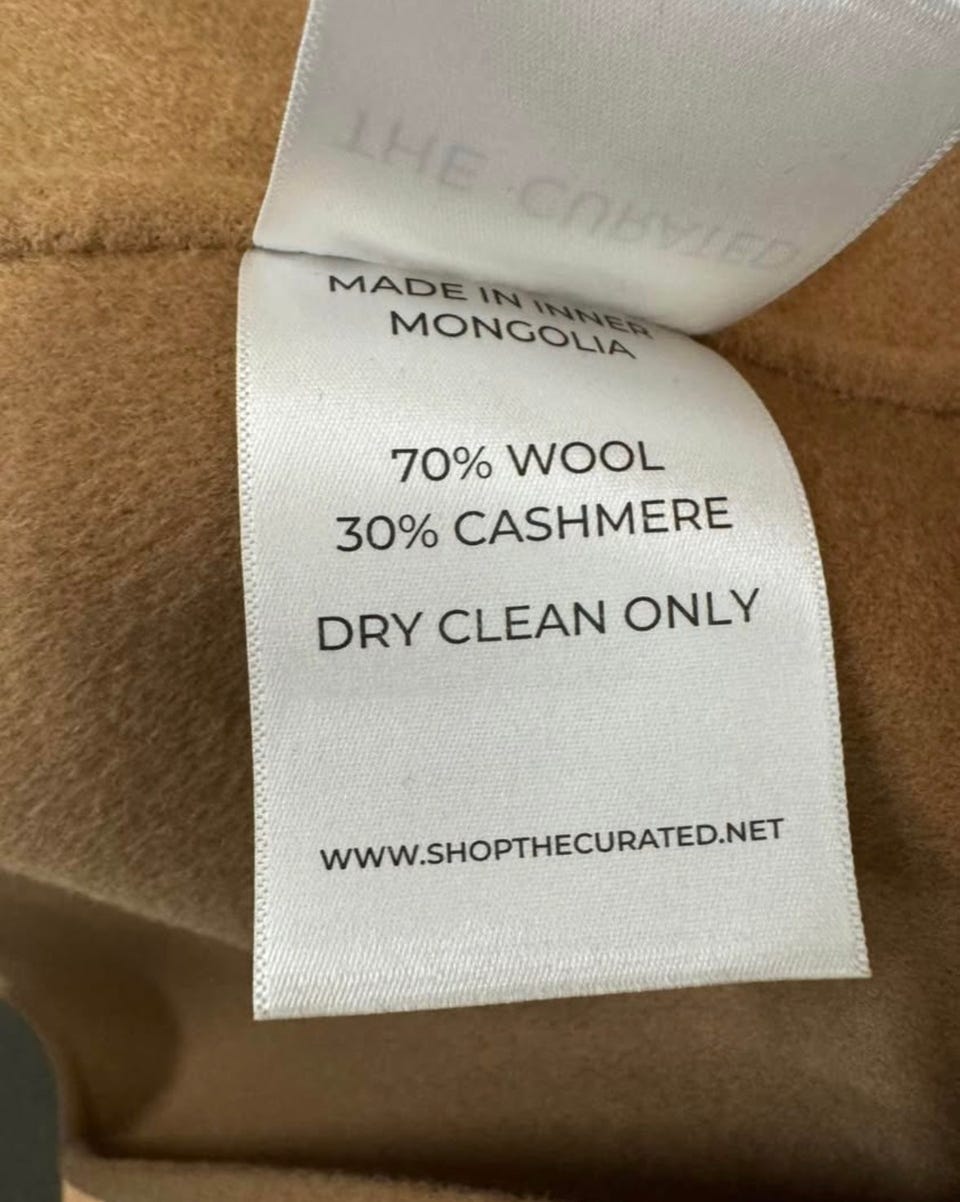 THE CURATED
MADE IN INNER
MONGOLIA
70% WOOL
30% CASHMERE
DRY CLEAN ONLY
WWW.SHOPTHECURATED.NET